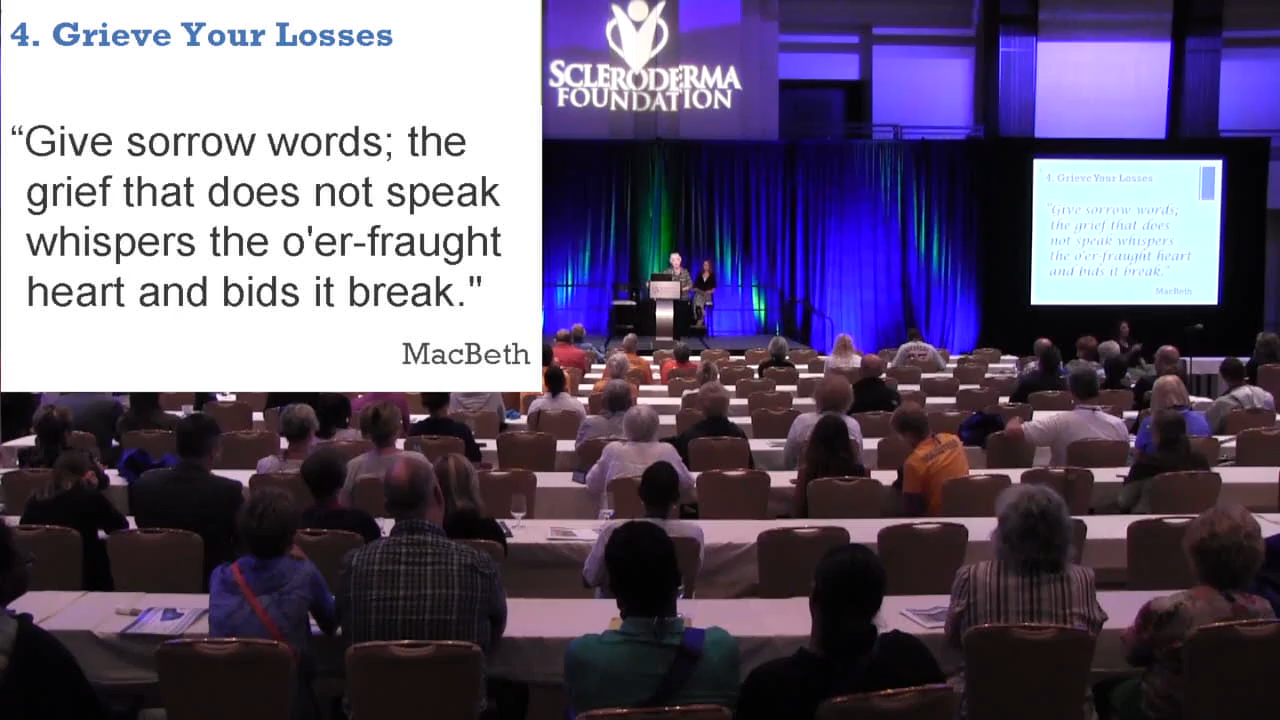 4. Grieve Your Losses
“Give sorrow words; the
grief that does not speak
whispers the o'er-fraught
heart and bids it break."
MacBeth
SCLERODERMA
FOUNDATION
4. Grieve Your Losses
"Give sorrow words;
the grief that does
not speak whispers
the o'er-fraught heart
and bids it break."
MacBeth